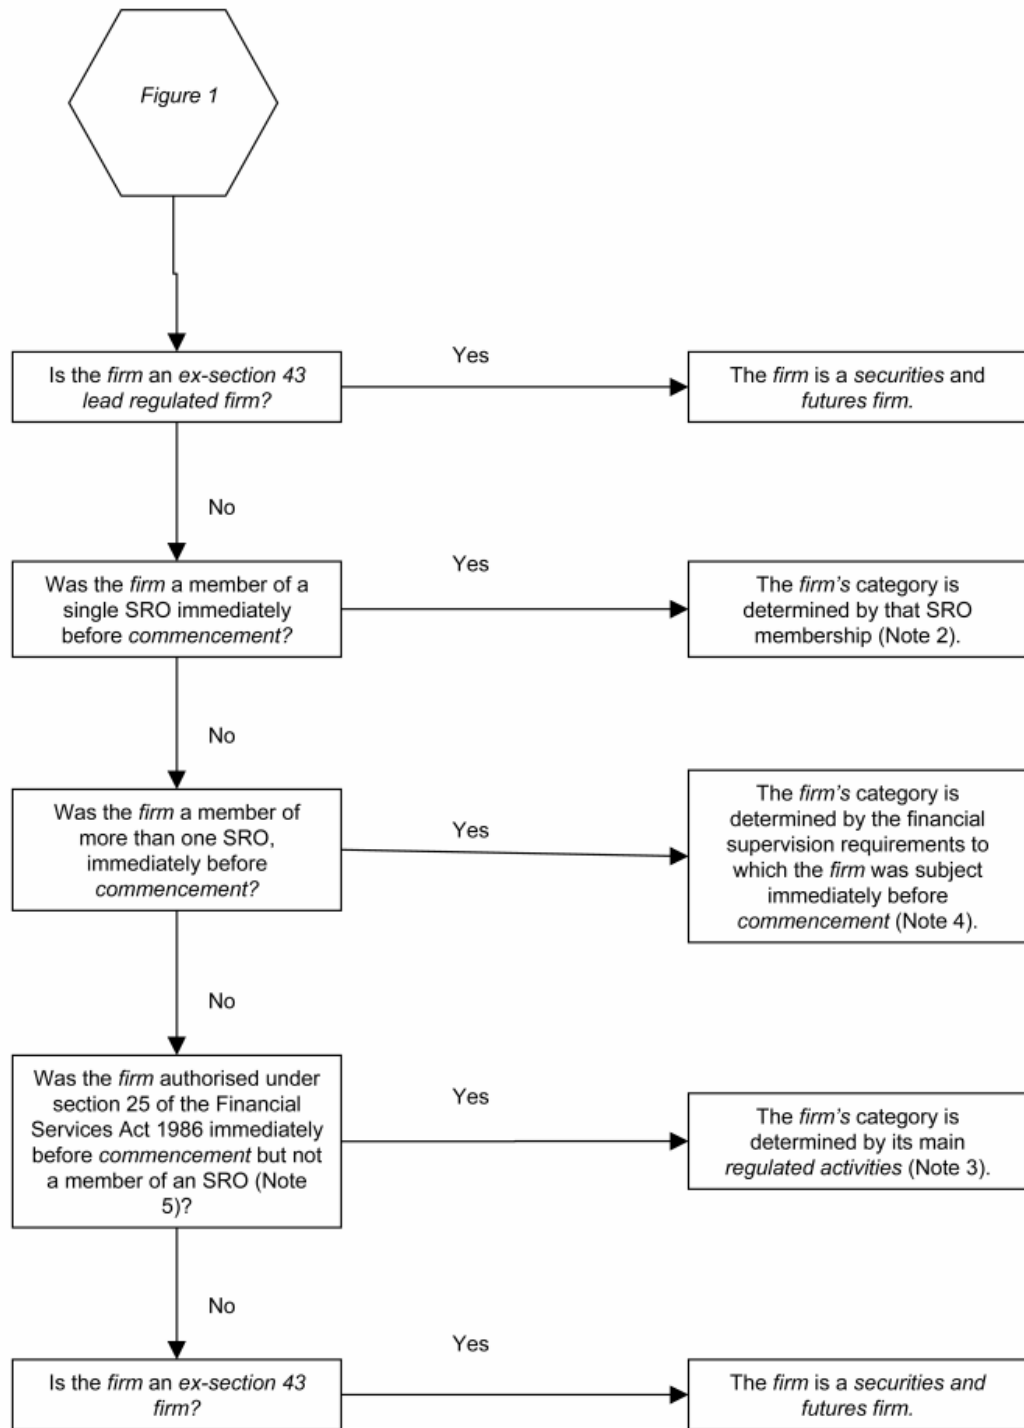 Figure 1
Yes
Is the firm an ex-section 43
lead regulated firm?
The firm is a securities and
futures firm.
No
Yes
Was the firm a member of a
single SRO immediately
before commencement?
The firm's category is
determined by that SRO
membership (Note 2).
No
Was the firm a member of
more than one SRO,
immediately before
commencement?
Yes
The firm's category is
determined by the financial
supervision requirements to
which the firm was subject
immediately before
commencement (Note 4).
No
Was the firm authorised under
section 25 of the Financial
Services Act 1986 immediately
before commencement but not
a member of an SRO (Note
5)?
Yes
The firm's category is
determined by its main
regulated activities (Note 3).
No
Yes
Is the firm an ex-section 43
firm?
The firm is a securities and
futures firm.